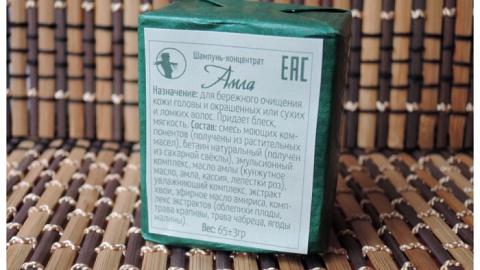 Шампунь-концентрат
Амла
ЕАС
Назначение: для бережного очищения
кожи головы и окрашенных или сухих
и ломких волос. Придает блеск,
мягкость. Состав: смесь моющих ком-
понентов (получены из растительных
масел), бетаин натуральный (получен
из сахарной свёклы), эмульсионный
комплекс, масло амлы (кунжутное
масло, амла, кассия, лепестки роз),
увлажняющий комплекс, экстракт
хвои, эфирное масло амириса, комп-
лекс экстрактов (облепихи плоды,
трава крапивы, трава чабреца, ягоды
малины).
Вес: 65±3гр